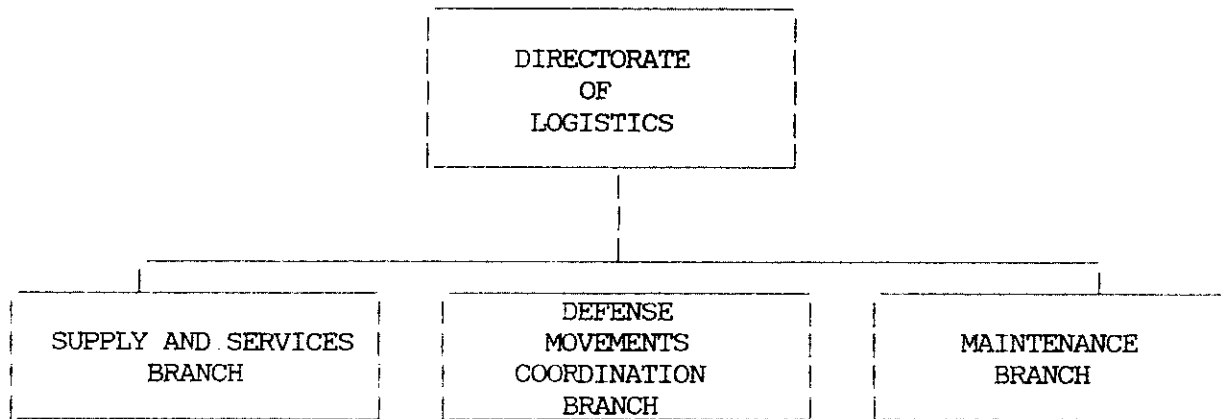 DIRECTORATE
OF
LOGISTICS
SUPPLY AND SERVICES
BRANCH
DEFENSE
MOVEMENTS
COORDINATION
BRANCH
MAINTENANCE
BRANCH